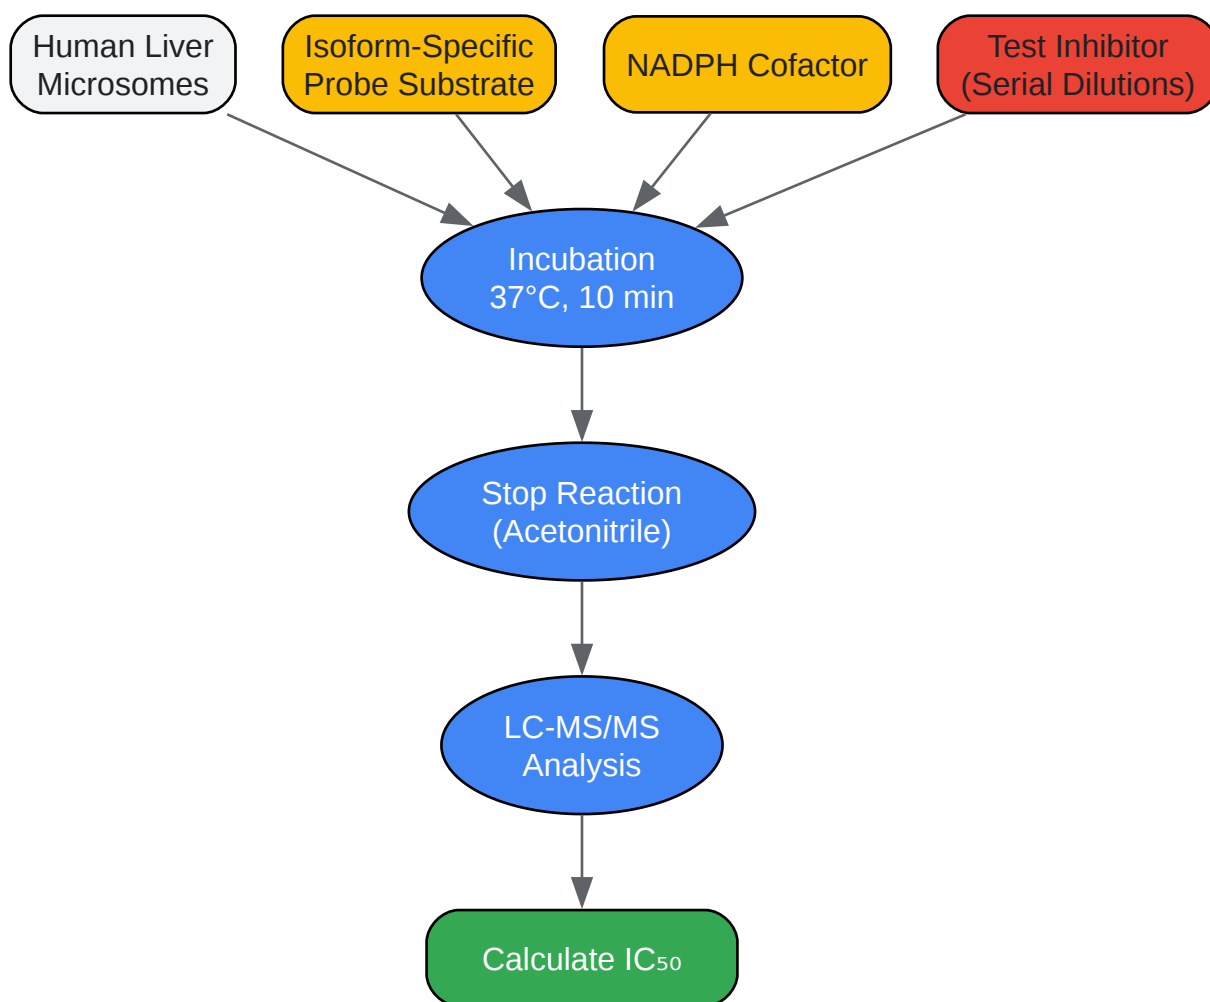 Human Liver
Microsomes
Isoform-Specific
Probe Substrate
NADPH Cofactor
Test Inhibitor
(Serial Dilutions)
Incubation
37°C, 10 min
Stop Reaction
(Acetonitrile)
LC-MS/MS
Analysis
Calculate IC₅₀